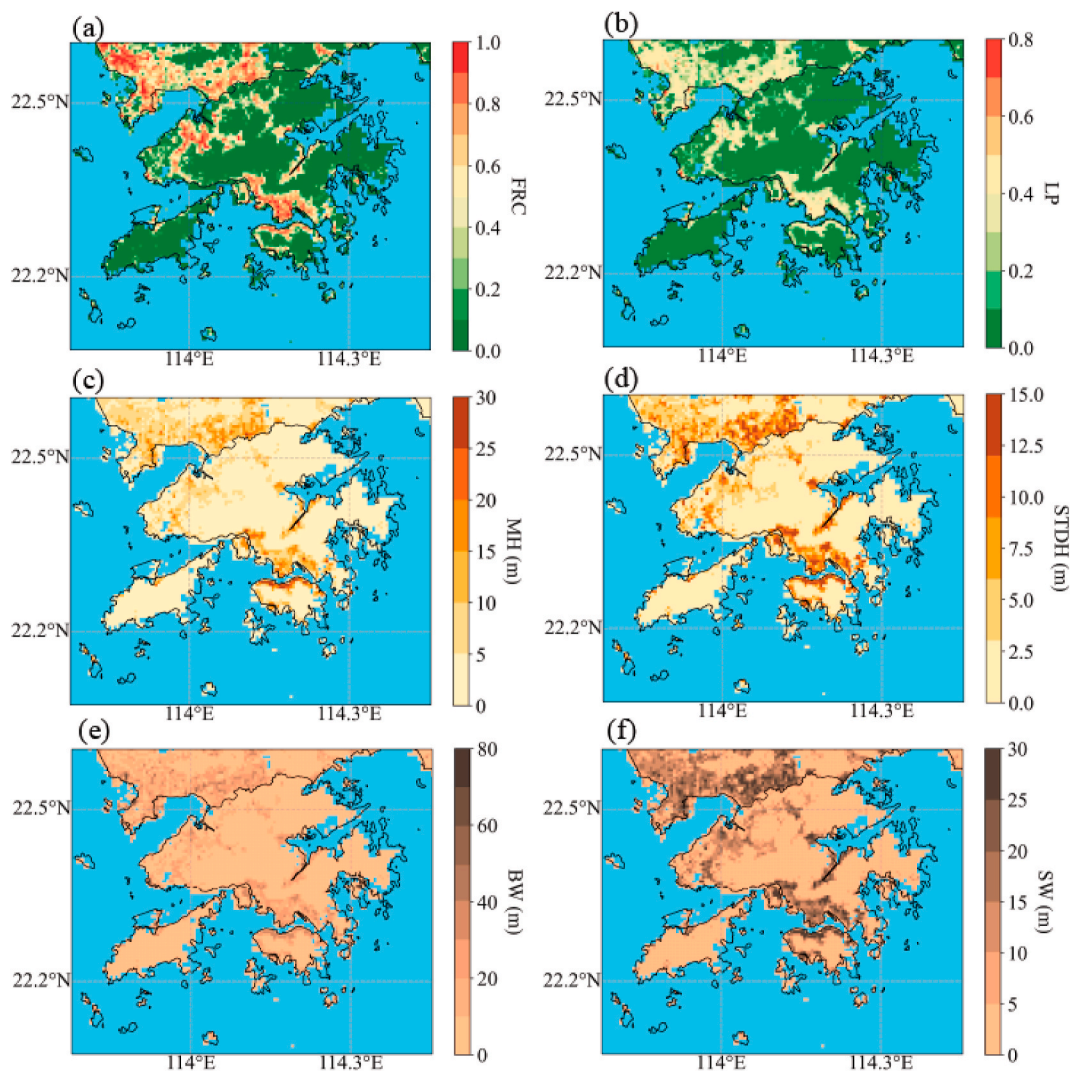 (a)
(b)
1.0
0.8
0.6
0.4
0.2
0.0
FRC
22.5°N
22.2°N
114°E
114.3°E
0.8
0.6
0.4
0.2
0.0
LP
22.5°N
22.2°N
114°E
114.3°E
(c)
(d)
30
25
20
15
10
5
0
MH (m)
22.5°N
22.2°N
114°E
114.3°E
15.0
12.5
10.0
7.5
5.0
2.5
0.0
STDH (m)
22.5°N
22.2°N
114°E
114.3°E
(e)
(f)
80
60
40
20
0
BW (m)
22.5°N
22.2°N
114°E
114.3°E
30
25
20
15
10
5
0
SW (m)
22.5°N
22.2°N
114°E
114.3°E